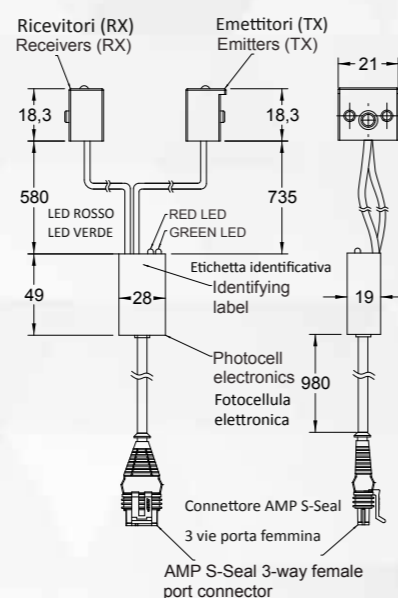 Ricevitori (RX)
Receivers (RX)
Emettitori (TX)
Emitters (TX)
21
18,3
18,3
580
735
LED ROSSO
LED VERDE
RED LED
GREEN LED
Etichetta identificativa
Identifying
label
49
28
19
Photocell
electronics
Fotocellula
elettronica
980
Connettore AMP S-Seal
3 vie porta femmina
AMP S-Seal 3-way female
port connector